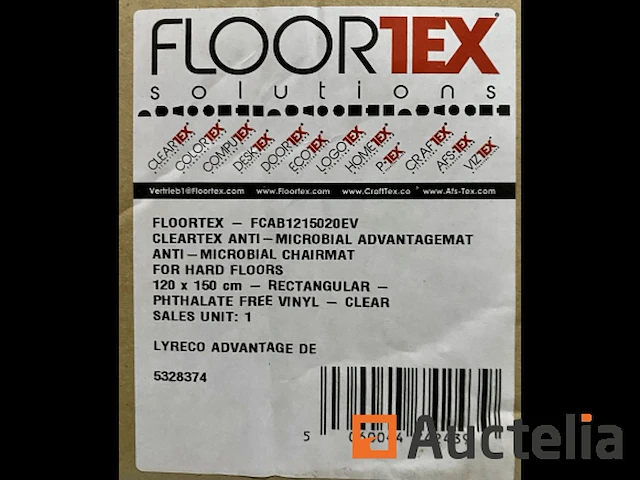 FLOORTEX®
solutions
CLEARTEX® COLORTEX® COMPUTEX® DESKTEX® DOORTEX® ECOTEX® LOGOTEX® HOMETEX® P-TEX® CRAFTEX® AFS-TEX® VIZTEX®
Vertrieb1@Floortex.com www.Floortex.com www.CraftTex.co www.Afs-Tex.com
FLOORTEX – FCAB1215020EV
CLEARTEX ANTI–MICROBIAL ADVANTAGEMAT
ANTI–MICROBIAL CHAIRMAT
FOR HARD FLOORS
120 x 150 cm – RECTANGULAR –
PHTHALATE FREE VINYL – CLEAR
SALES UNIT: 1
LYRECO ADVANTAGE DE
5328374
5
Auctelia